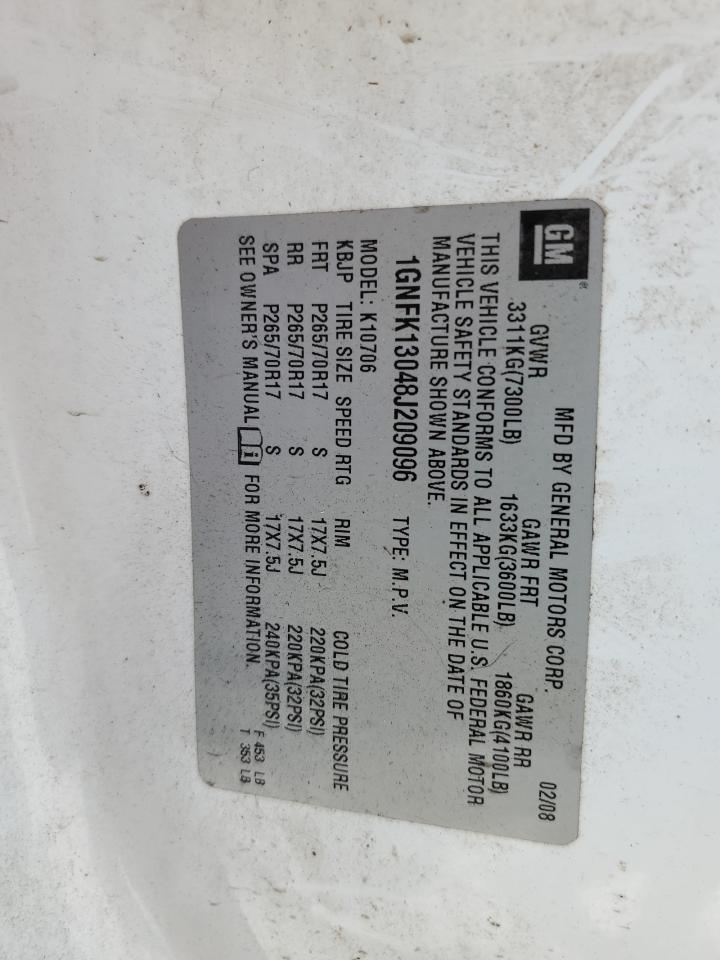 GM®
MFD BY GENERAL MOTORS CORP 02/08
GVWR GAWR FRT GAWR RR
3311KG(7300LB) 1633KG(3600LB) 1860KG(4100LB)
THIS VEHICLE CONFORMS TO ALL APPLICABLE U.S. FEDERAL MOTOR
VEHICLE SAFETY STANDARDS IN EFFECT ON THE DATE OF
MANUFACTURE SHOWN ABOVE.
1GNFK13048J209096 TYPE: M.P.V.
MODEL: K10706
KBJP TIRE SIZE SPEED RTG RIM COLD TIRE PRESSURE
FRT P265/70R17 S 17X7.5J 220KPA(32PSI)
RR P265/70R17 S 17X7.5J 220KPA(32PSI)
SPA P265/70R17 S 17X7.5J 240KPA(35PSI) F 453 LB
SEE OWNER'S MANUAL FOR MORE INFORMATION. T 353 LB